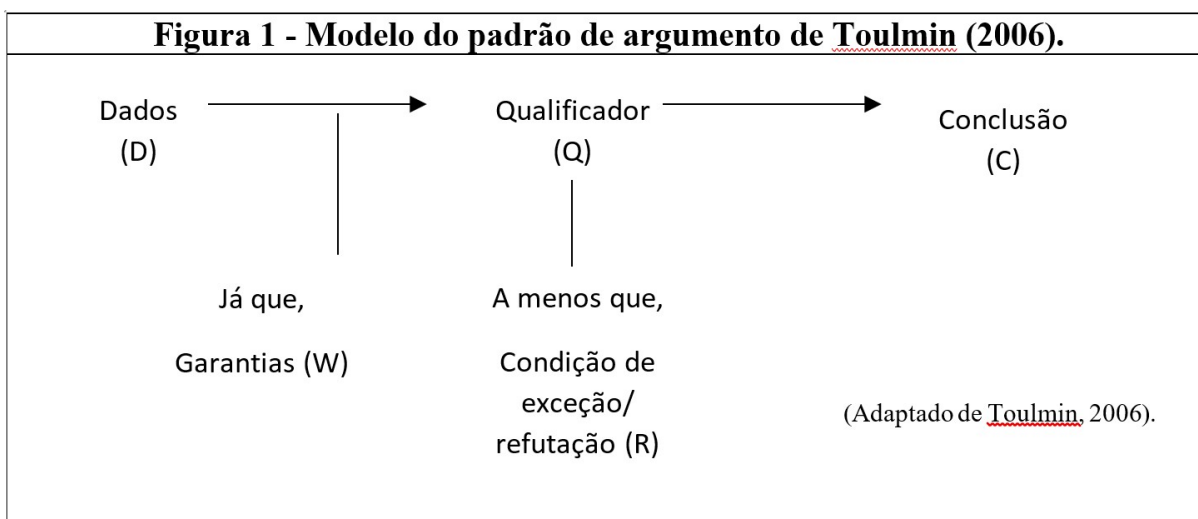 Figura 1 - Modelo do padrão de argumento de Toulmin (2006).
Dados
(D)
Qualificador
(Q)
Conclusão
(C)
Já que,
Garantias (W)
A menos que,
Condição de
exceção/
refutação (R)
(Adaptado de Toulmin, 2006).